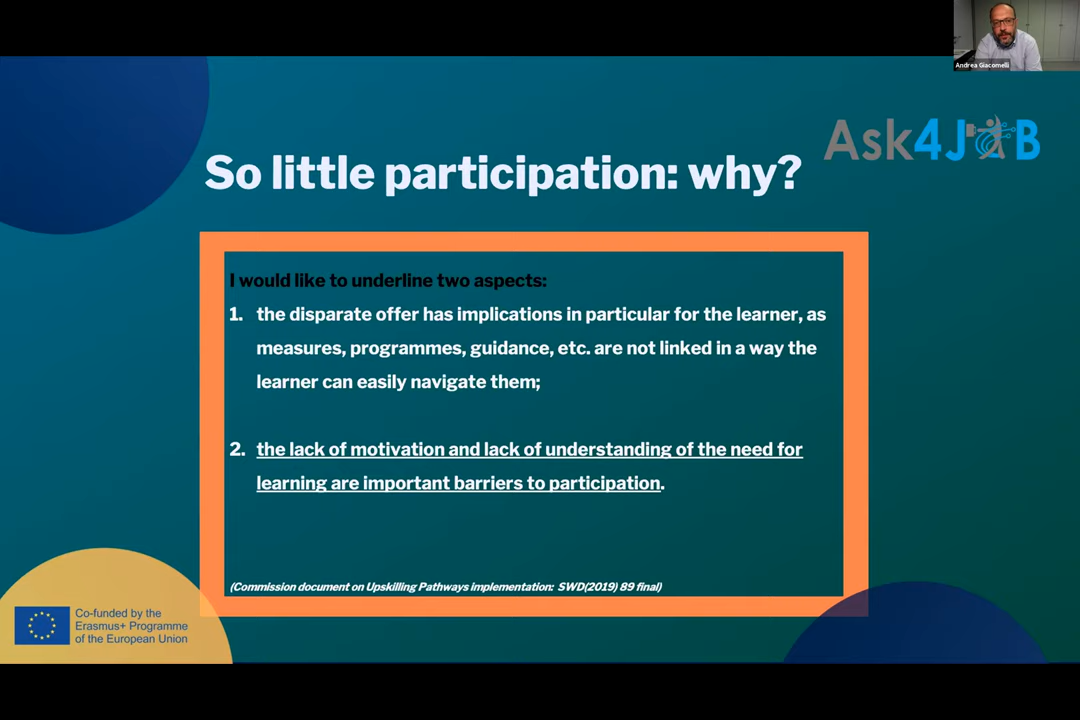 Andrea Giacomelli
Ask4JOB
So little participation: why?
I would like to underline two aspects:
1. the disparate offer has implications in particular for the learner, as
measures, programmes, guidance, etc. are not linked in a way the
learner can easily navigate them;
2. the lack of motivation and lack of understanding of the need for
learning are important barriers to participation.
(Commission document on Upskilling Pathways implementation: SWD(2019) 89 final)
Co-funded by the
Erasmus+ Programme
of the European Union